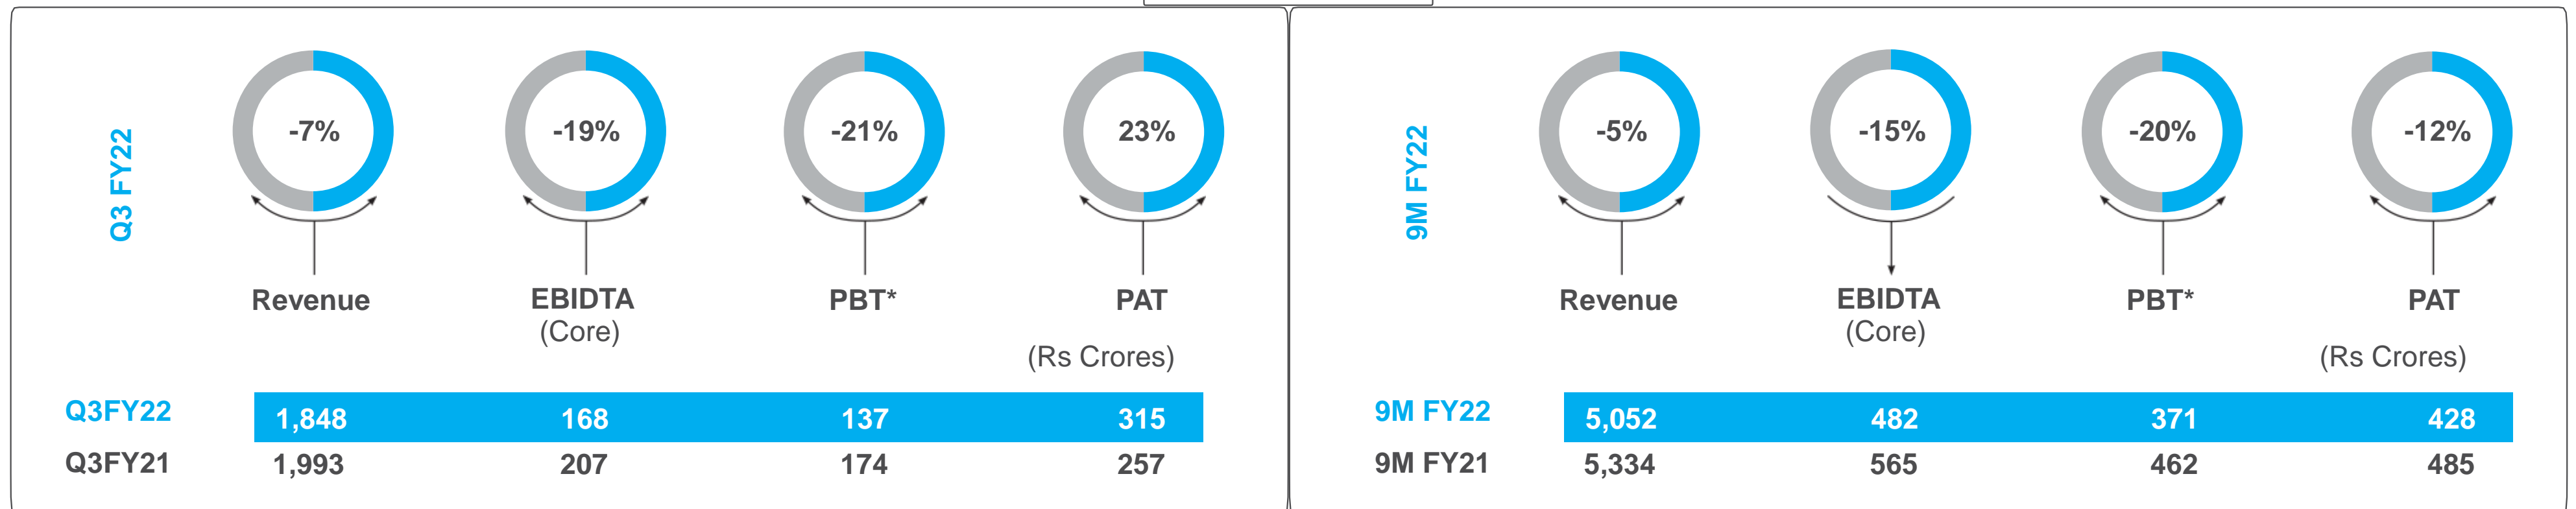 Q3 FY22
-7%
-19%
-21%
23%
Revenue
EBIDTA
(Core)
PBT*
PAT
(Rs Crores)
Q3FY22 1,848 168 137 315
Q3FY21 1,993 207 174 257
9M FY22
-5%
-15%
-20%
-12%
Revenue
EBIDTA
(Core)
PBT*
PAT
(Rs Crores)
9M FY22 5,052 482 371 428
9M FY21 5,334 565 462 485